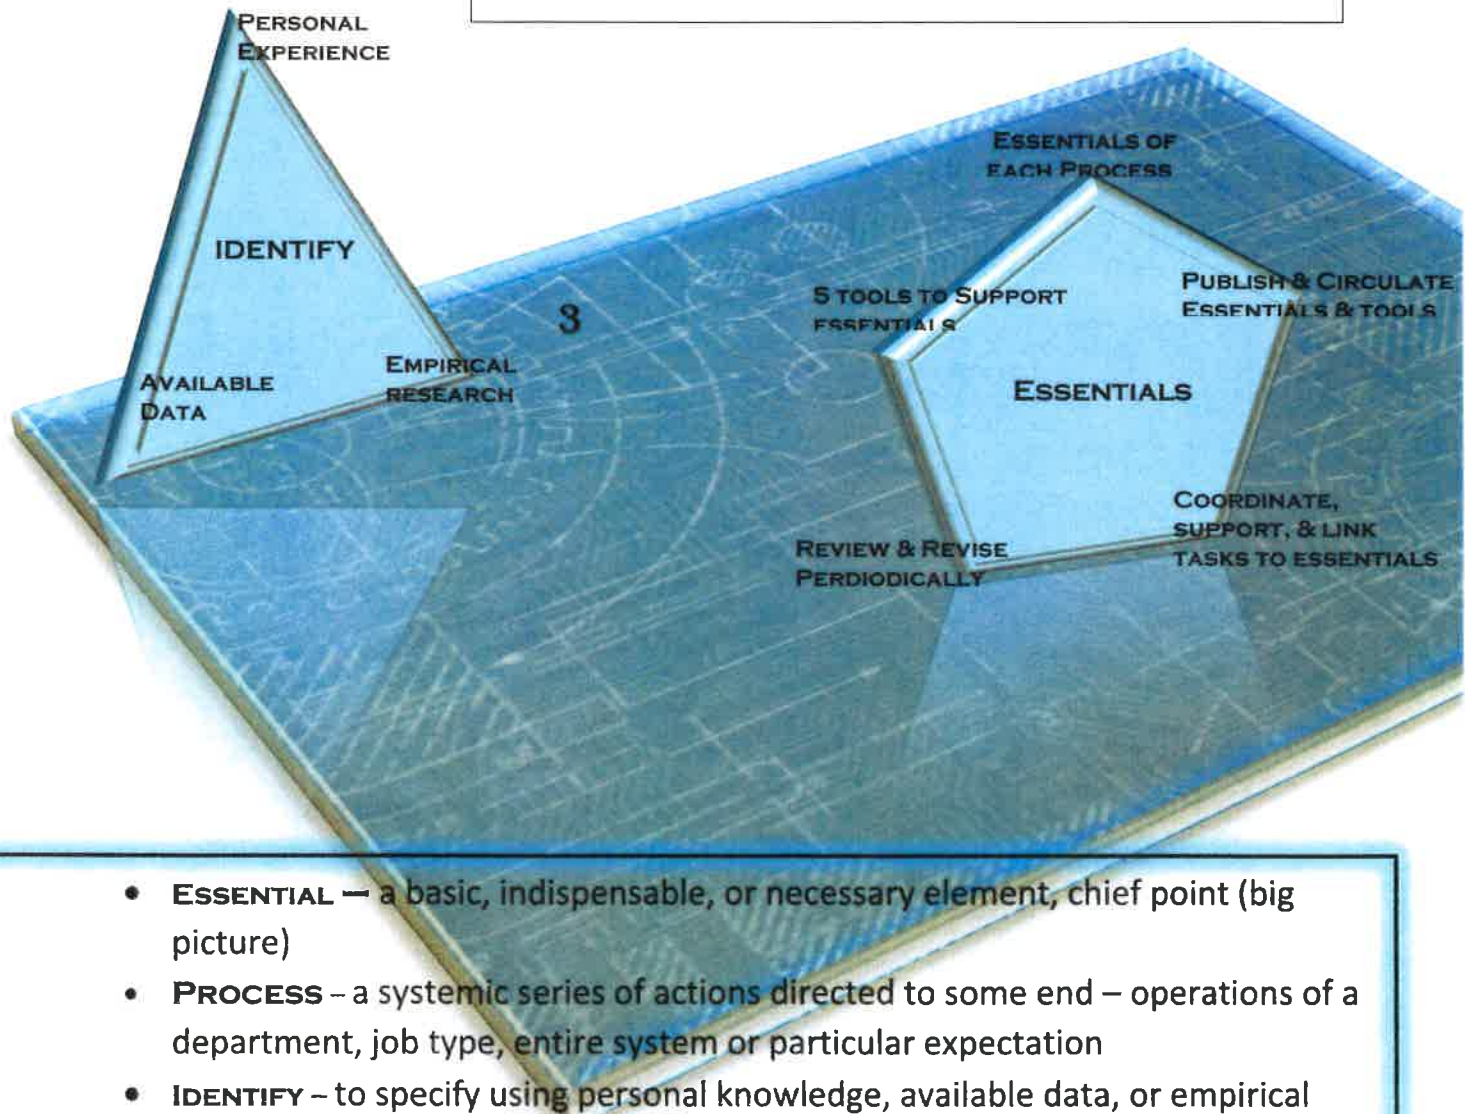 PERSONAL
EXPERIENCE
IDENTIFY
AVAILABLE
DATA
EMPIRICAL
RESEARCH
3
ESSENTIALS OF
EACH PROCESS
5 TOOLS TO SUPPORT
ESSENTIALS
PUBLISH & CIRCULATE
ESSENTIALS & TOOLS
ESSENTIALS
REVIEW & REVISE
PERDIODICALLY
COORDINATE,
SUPPORT, & LINK
TASKS TO ESSENTIALS
• ESSENTIAL — a basic, indispensable, or necessary element, chief point (big
picture)
• PROCESS – a systemic series of actions directed to some end – operations of a
department, job type, entire system or particular expectation
• IDENTIFY – to specify using personal knowledge, available data, or empirical